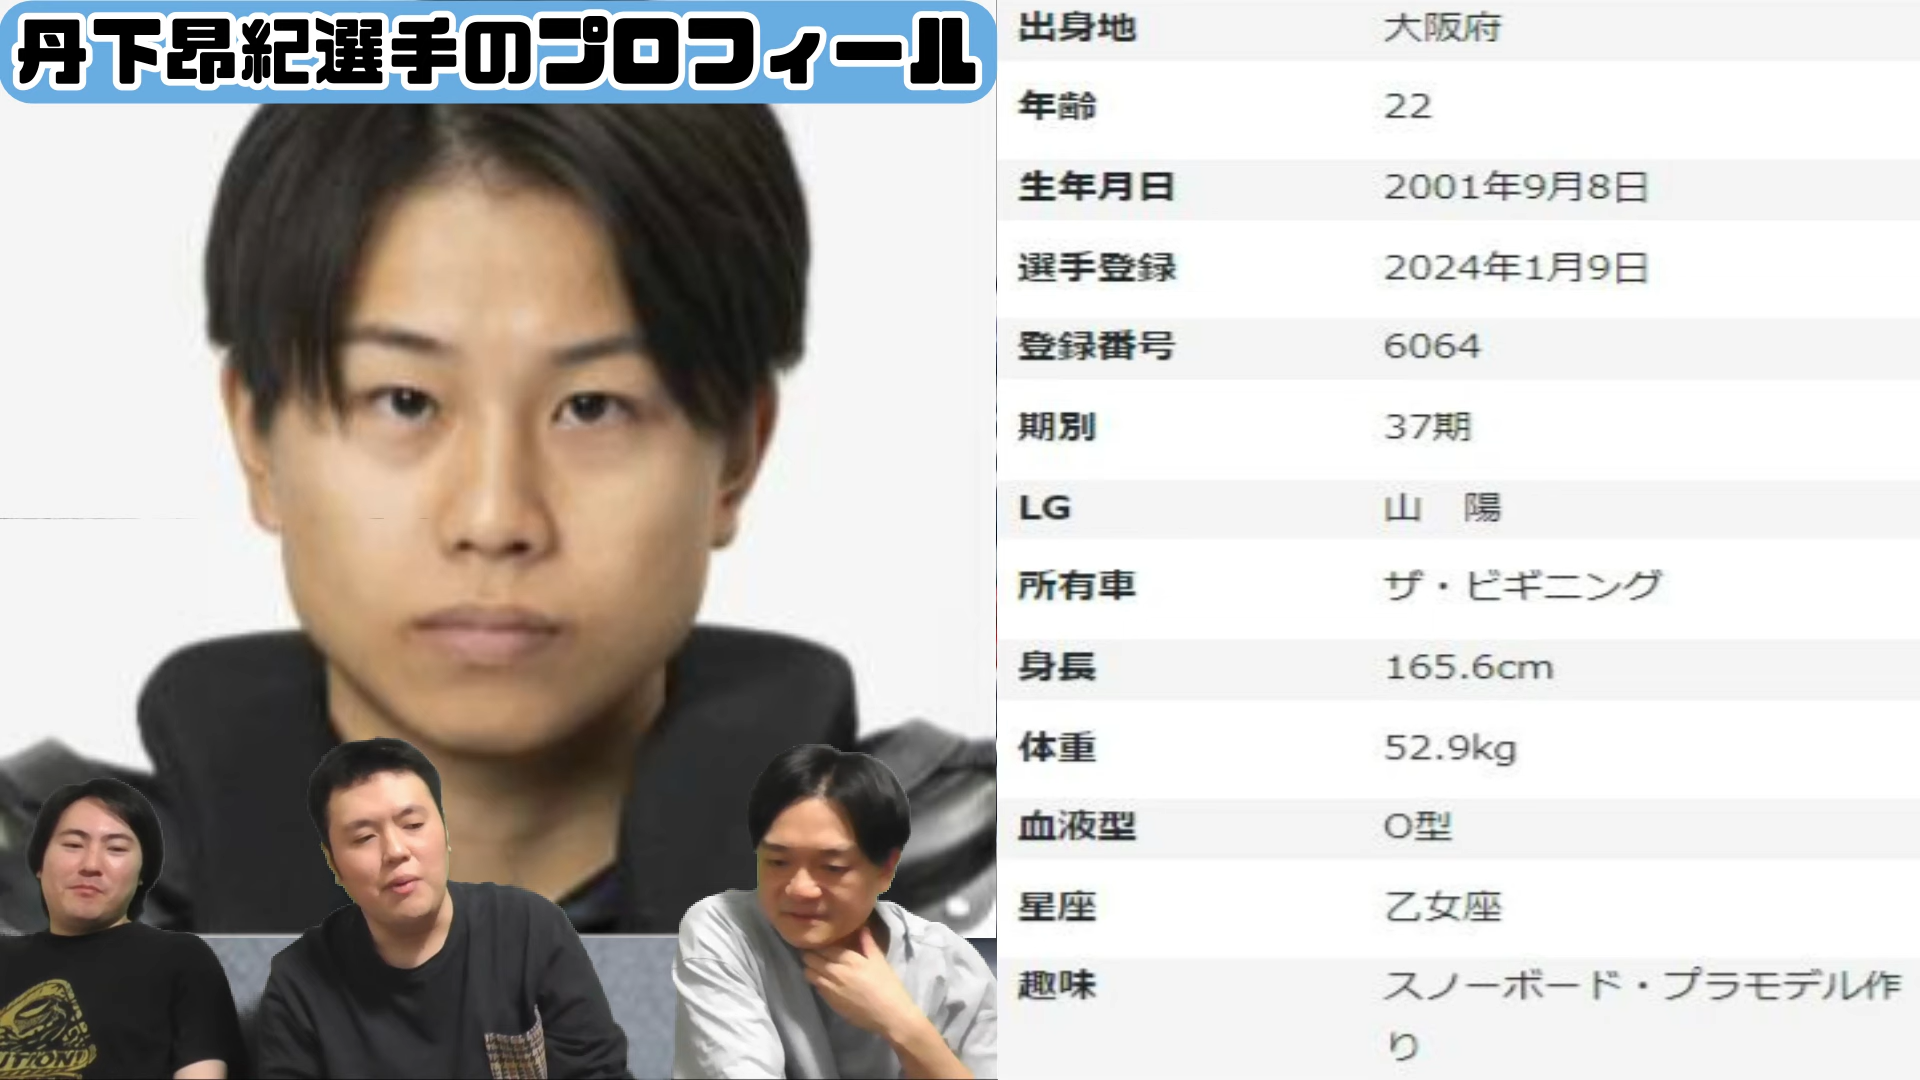 丹下昂紀選手のプロフィール
出身地 大阪府
年齢 22
生年月日 2001年9月8日
選手登録 2024年1月9日
登録番号 6064
期別 37期
LG 山　陽
所有車 ザ・ビギニング
身長 165.6cm
体重 52.9kg
血液型 O型
星座 乙女座
趣味 スノーボード・プラモデル作
り